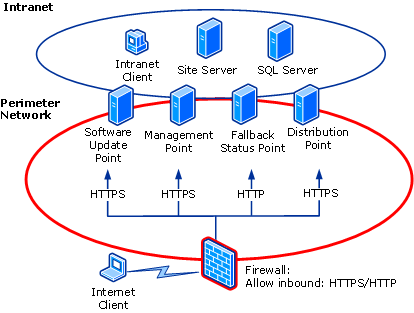 Intranet
Intranet
Client
Site Server
SQL Server
Perimeter
Network
Software
Update
Point
Management
Point
Fallback
Status Point
Distribution
Point
HTTPS
HTTPS
HTTP
HTTPS
Internet
Client
Firewall:
Allow inbound: HTTPS/HTTP